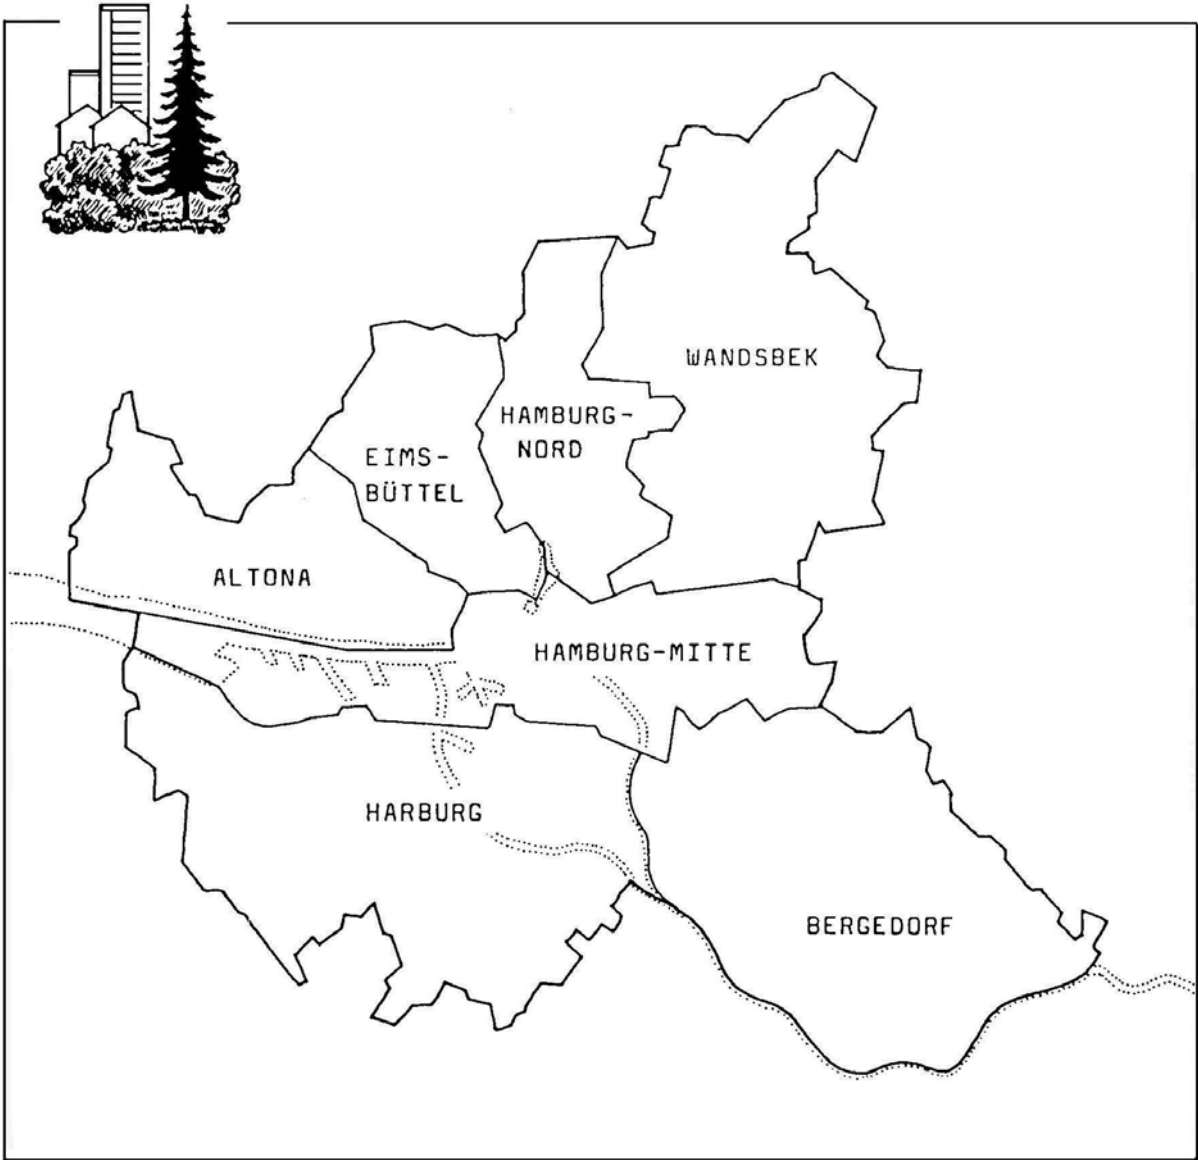 WANDSBEK
HAMBURG-
NORD
EIMS-
BÜTTEL
ALTONA
HAMBURG-MITTE
HARBURG
BERGEDORF